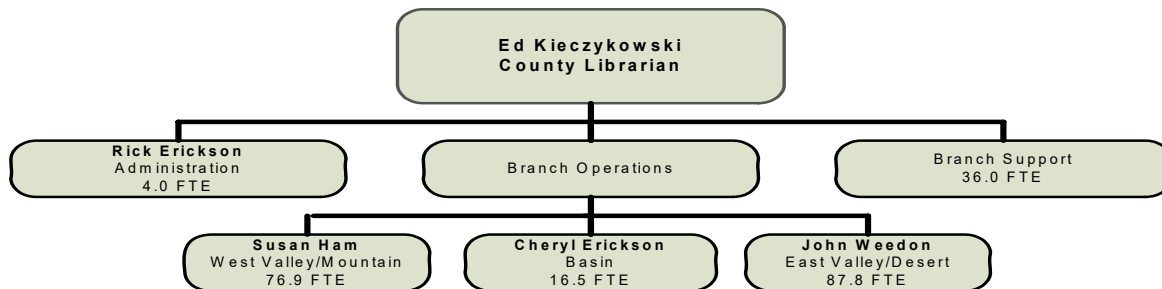 Ed Kieczykowski
County Librarian
Rick Erickson
Administration
4.0 FTE
Branch Operations
Branch Support
36.0 FTE
Susan Ham
West Valley/Mountain
76.9 FTE
Cheryl Erickson
Basin
16.5 FTE
John Weedon
East Valley/Desert
87.8 FTE